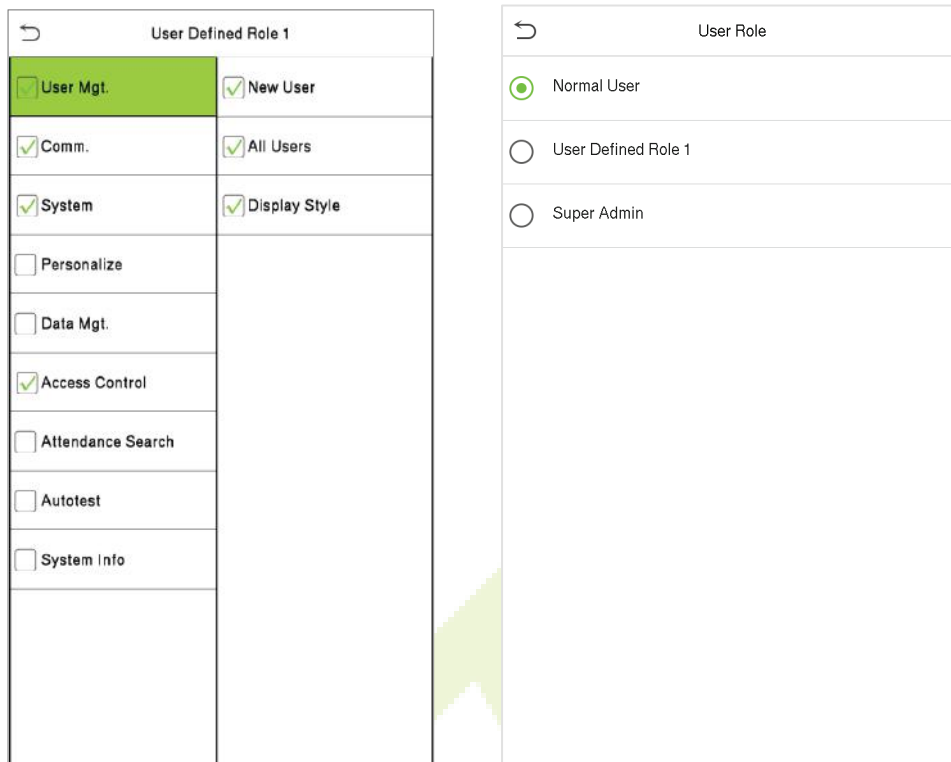 User Defined Role 1
User Mgt.
New User
Comm.
All Users
System
Display Style
Personalize
Data Mgt.
Access Control
Attendance Search
Autotest
System Info
User Role
Normal User
User Defined Role 1
Super Admin